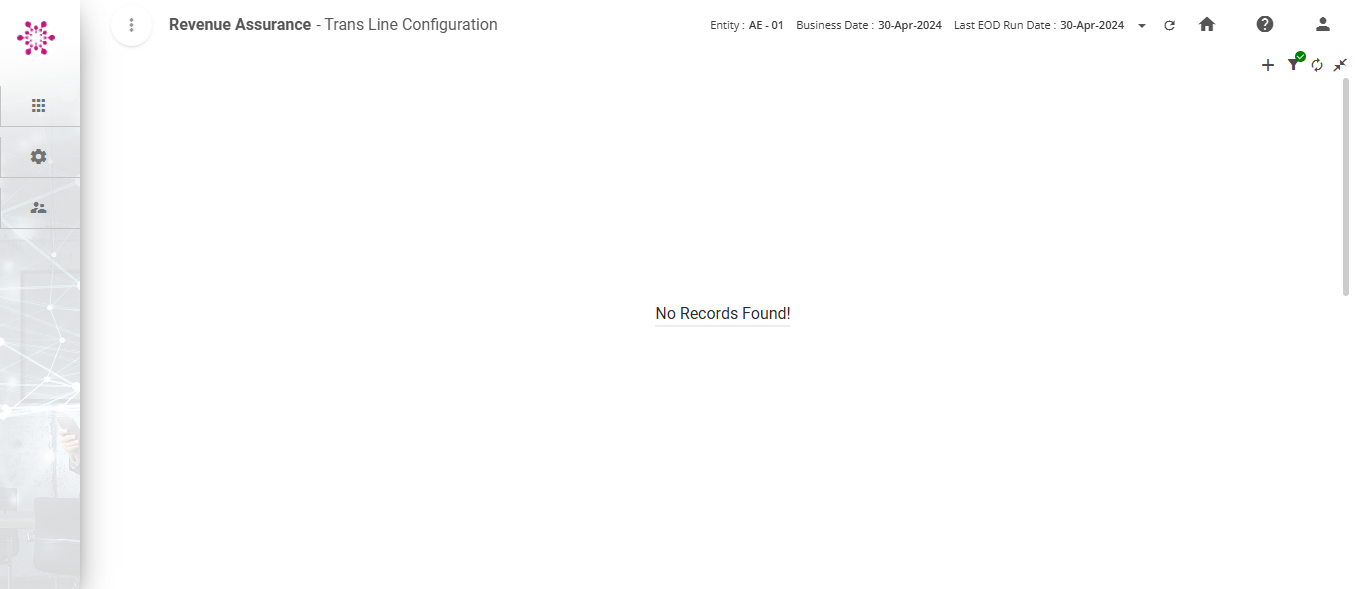 Revenue Assurance - Trans Line Configuration
Entity : AE - 01 Business Date : 30-Apr-2024 Last EOD Run Date : 30-Apr-2024
No Records Found!